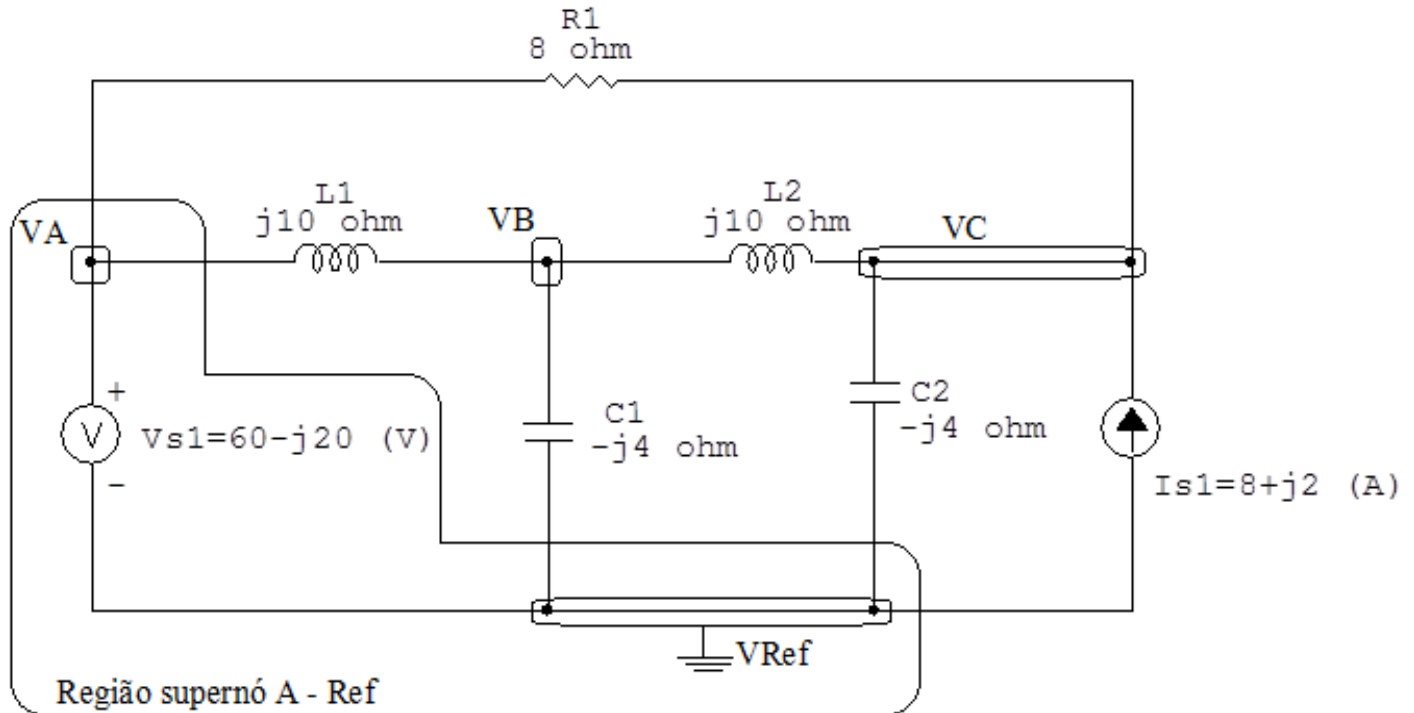 R1
8 ohm
L1
j10 ohm
L2
j10 ohm
VA
VB
VC
+
V
Vs1=60-j20 (V)
-
C1
-j4 ohm
C2
-j4 ohm
Is1=8+j2 (A)
VRef
Região supernó A - Ref